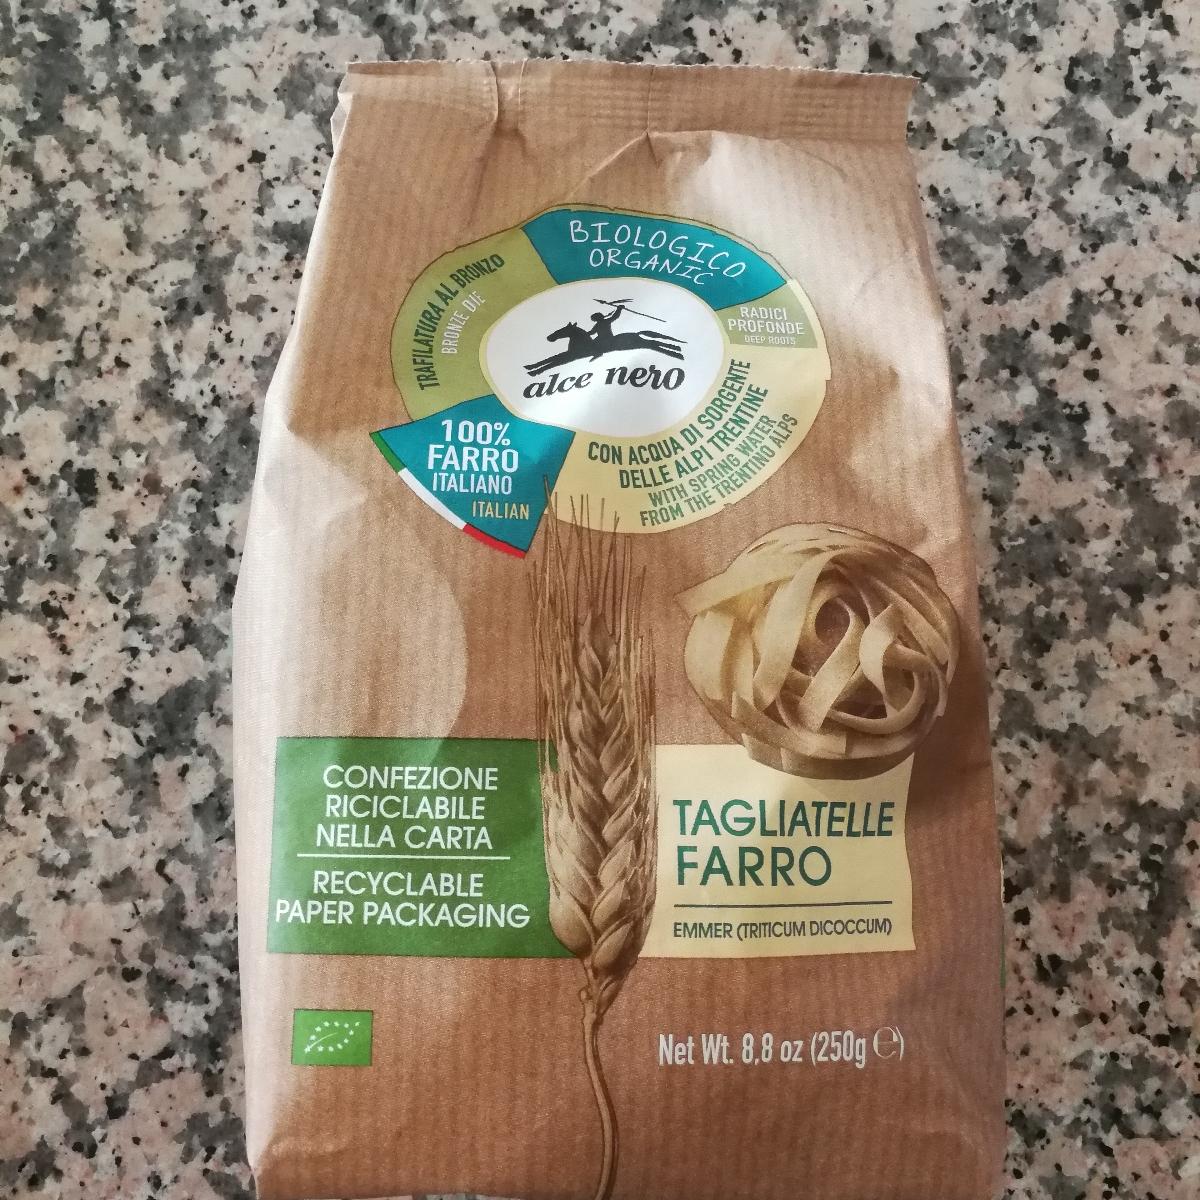 BIOLOGICO
ORGANIC
TRAFILATURA AL BRONZO
BRONZE DIE
RADICI
PROFONDE
DEEP ROOTS
alce nero
100%
FARRO
ITALIANO
ITALIAN
CON ACQUA DI SORGENTE
DELLE ALPI TRENTINE
WITH SPRING WATER
FROM THE TRENTINO ALPS
CONFEZIONE
RICICLABILE
NELLA CARTA
RECYCLABLE
PAPER PACKAGING
TAGLIATELLE
FARRO
EMMER (TRITICUM DICOCCUM)
Net Wt. 8,8 oz (250g ℮)